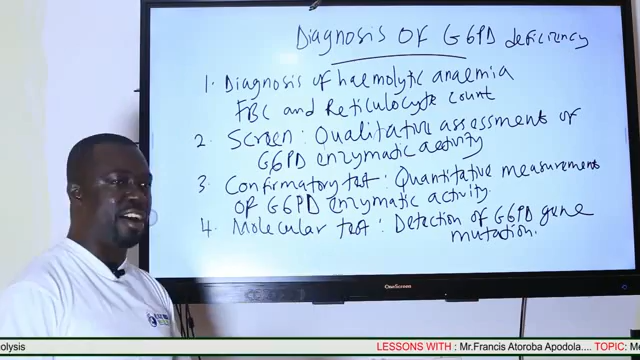 Diagnosis Of G6PD deficiency
1. Diagnosis of haemolytic anaemia
FBC and Reticulocyte count
2. Screen: Qualitative assessment of
G6PD enzymatic activity
3. Confirmatory test: Quantitative measurement
of G6PD enzymatic activity.
4. Molecular test: Detection of G6PD gene
mutation.
OneScreen
olysis
LESSONS WITH : Mr.Francis Atoroba Apodola.... TOPIC: Me